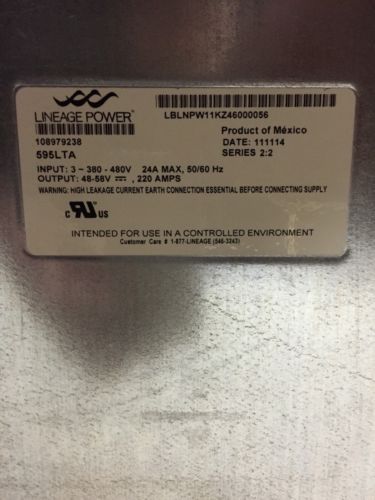 LINEAGE POWER™
LBLNPW11KZ46000056
108979238
Product of México
595LTA
DATE: 111114
SERIES 2:2
INPUT: 3 ~ 380 - 480V 24A MAX, 50/60 Hz
OUTPUT: 48-58V ⎓ , 220 AMPS
WARNING: HIGH LEAKAGE CURRENT EARTH CONNECTION ESSENTIAL BEFORE CONNECTING SUPPLY
c RU US
INTENDED FOR USE IN A CONTROLLED ENVIRONMENT
Customer Care # 1-877-LINEAGE (546-3243)